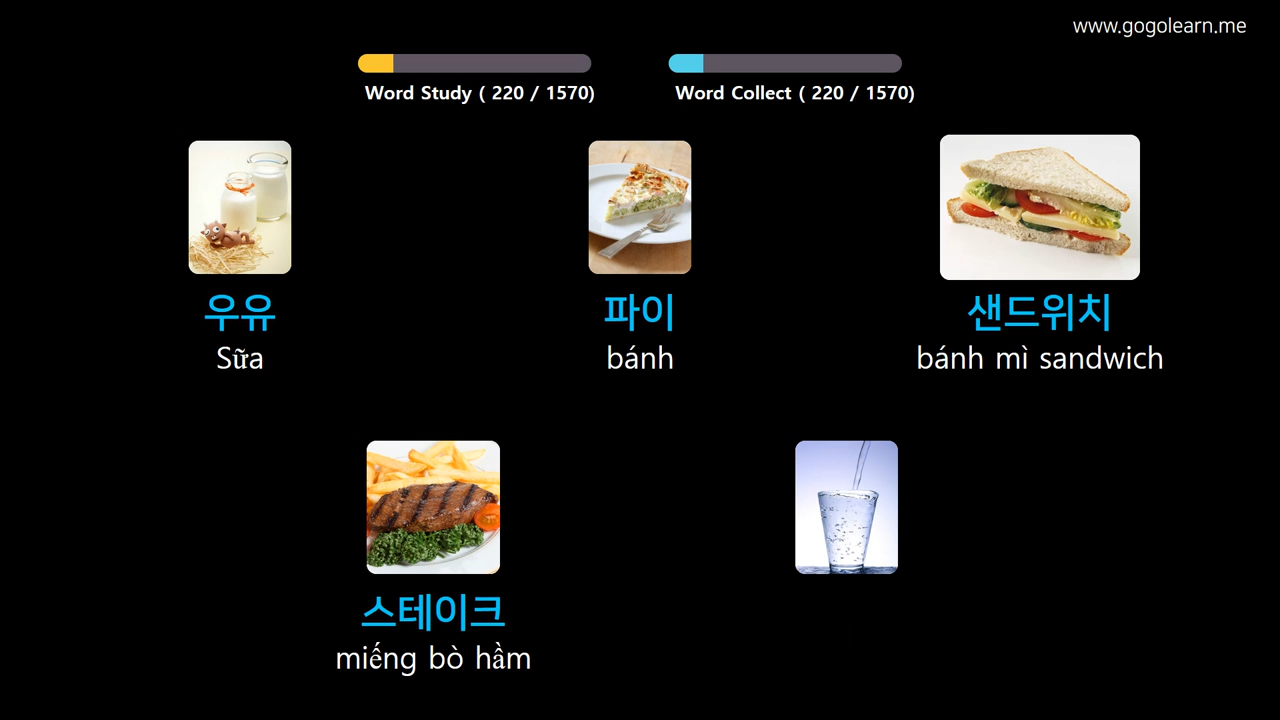 www.gogolearn.me
Word Study ( 220 / 1570)
Word Collect ( 220 / 1570)
우유
Sữa
파이
bánh
샌드위치
bánh mì sandwich
스테이크
miếng bò hầm